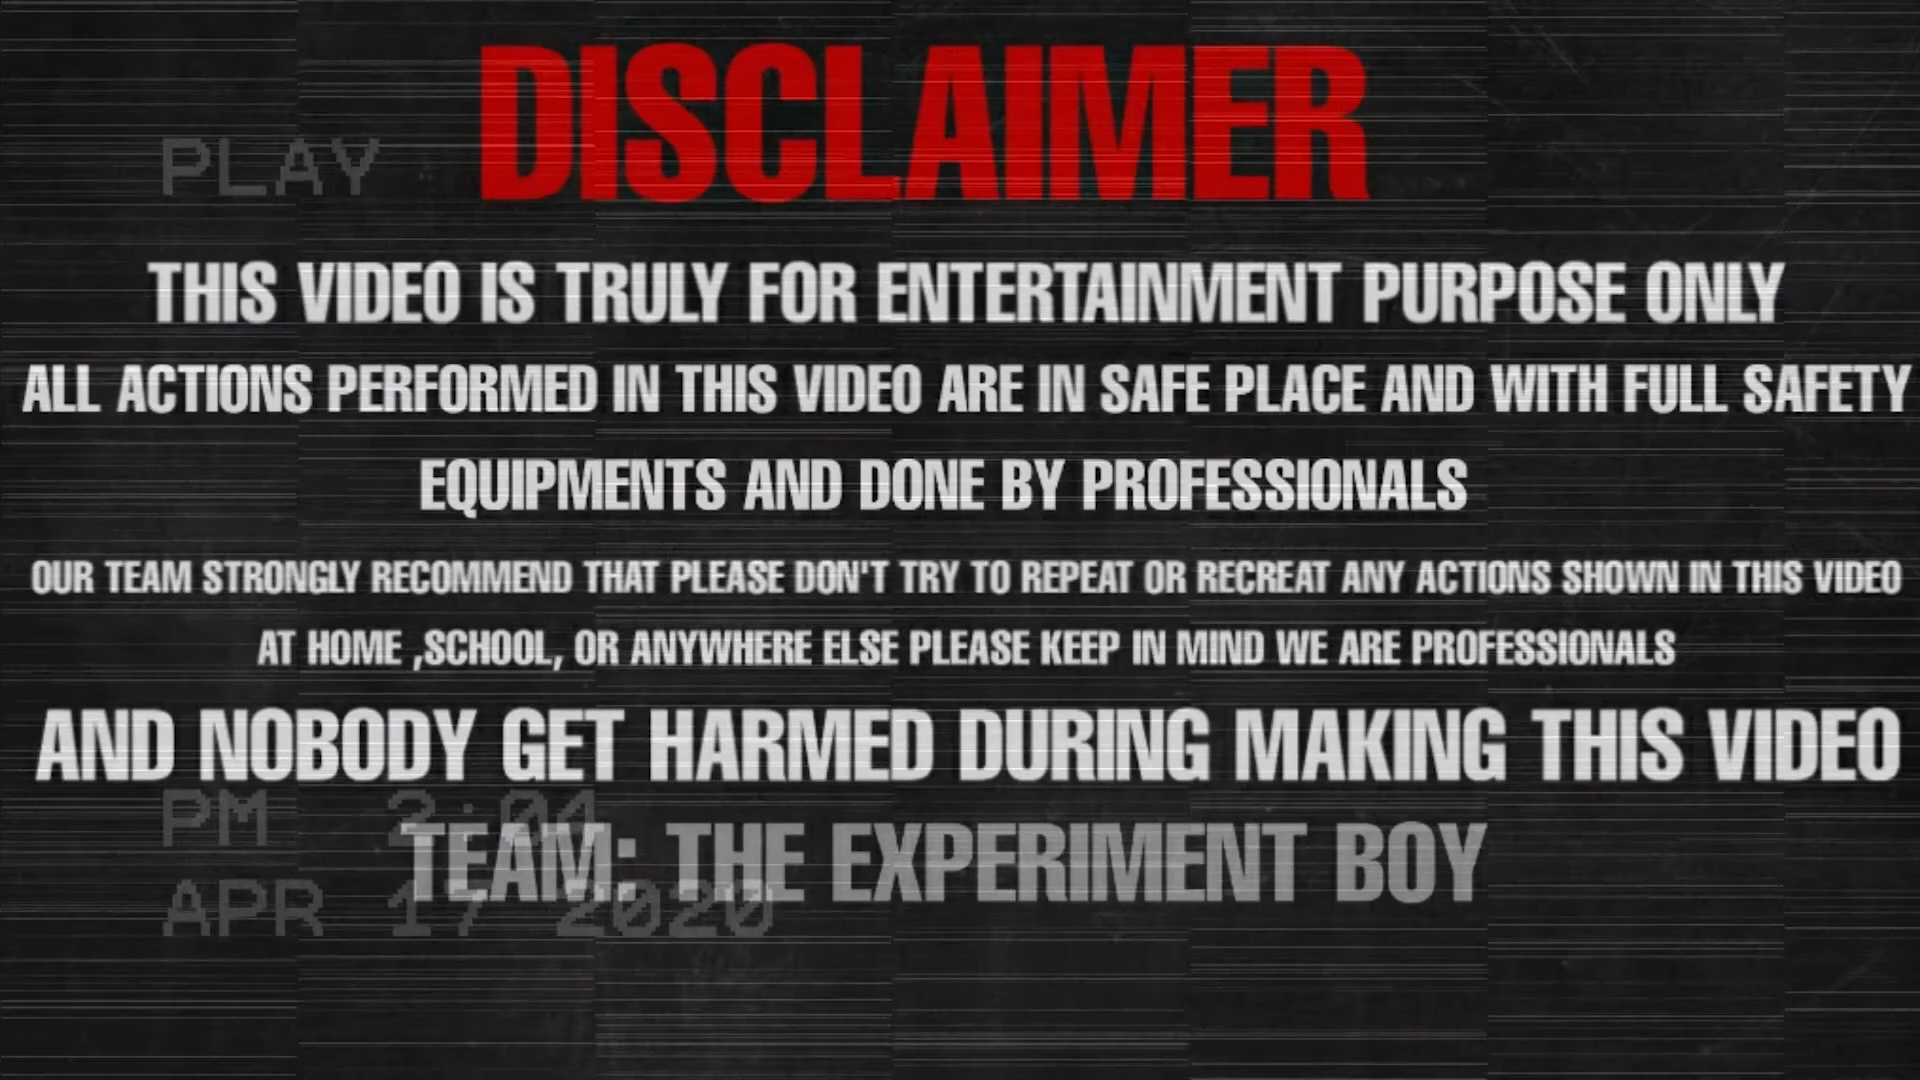 DISCLAIMER
PLAY
THIS VIDEO IS TRULY FOR ENTERTAINMENT PURPOSE ONLY
ALL ACTIONS PERFORMED IN THIS VIDEO ARE IN SAFE PLACE AND WITH FULL SAFETY
EQUIPMENTS AND DONE BY PROFESSIONALS
OUR TEAM STRONGLY RECOMMEND THAT PLEASE DON'T TRY TO REPEAT OR RECREAT ANY ACTIONS SHOWN IN THIS VIDEO
AT HOME ,SCHOOL, OR ANYWHERE ELSE PLEASE KEEP IN MIND WE ARE PROFESSIONALS
AND NOBODY GET HARMED DURING MAKING THIS VIDEO
PM 2:04
TEAM: THE EXPERIMENT BOY
APR 17 2020